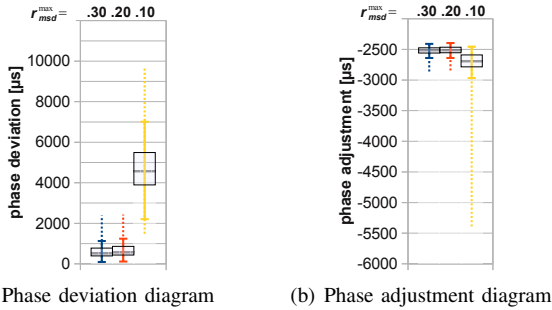 r_msd^max = .30 .20 .10
phase deviation [µs]
10000
8000
6000
4000
2000
0
Phase deviation diagram
r_msd^max = .30 .20 .10
phase adjustment [µs]
-2500
-3000
-3500
-4000
-4500
-5000
-5500
-6000
(b) Phase adjustment diagram